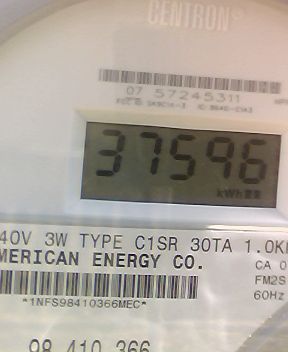 CENTRON®
07 57245311
37596
kWh
40V 3W TYPE C1SR 30TA 1.0K
MERICAN ENERGY CO.
CA 0
FM2S
60Hz
*1NFS98410366MEC*
98 410 366